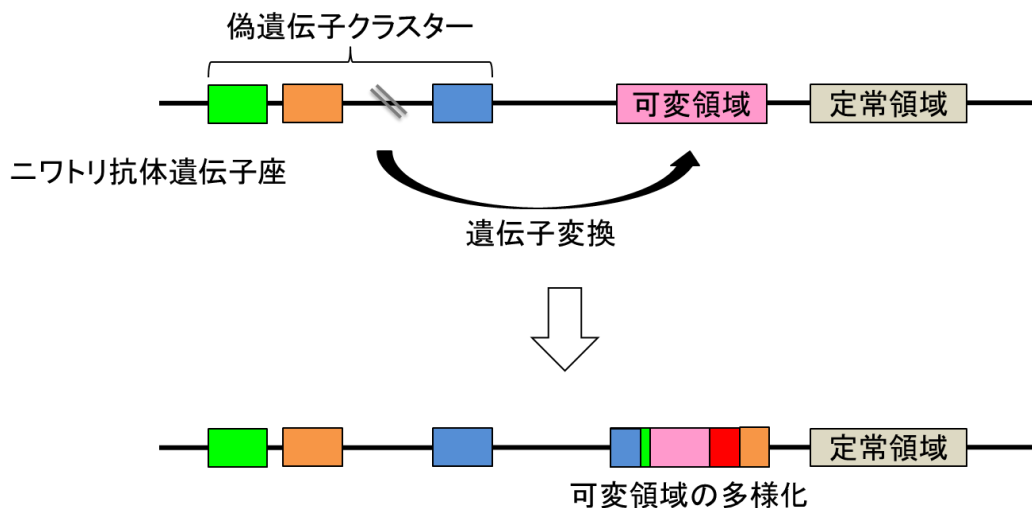 偽遺伝子クラスター
可変領域
定常領域
ニワトリ抗体遺伝子座
遺伝子変換
定常領域
可変領域の多様化